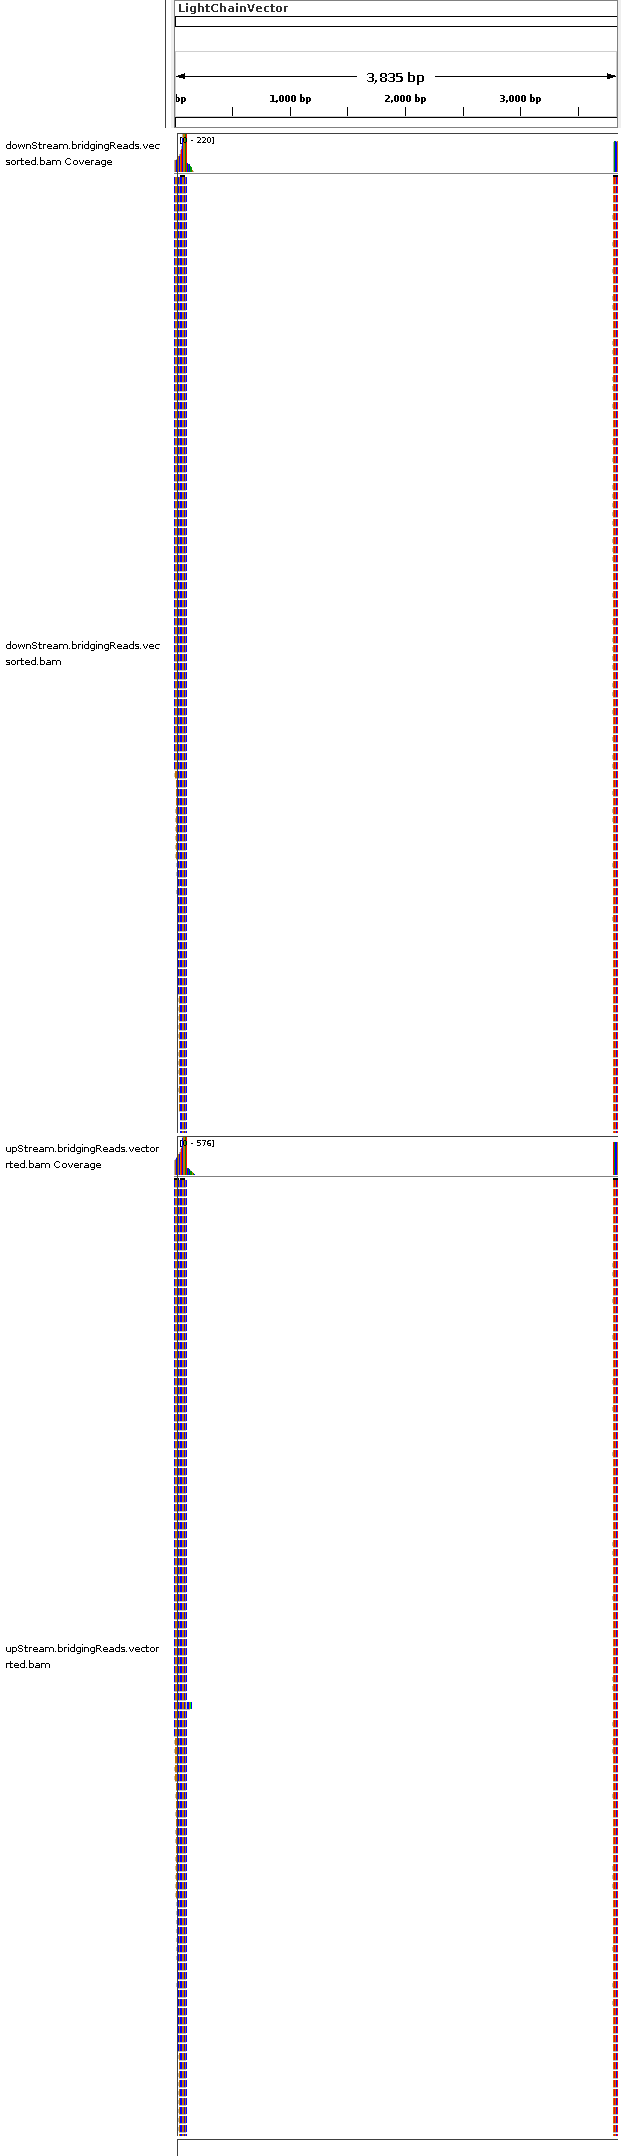 LightChainVector
3,835 bp
bp 1,000 bp 2,000 bp 3,000 bp
downStream.bridgingReads.vec
sorted.bam Coverage
[0 - 220]
downStream.bridgingReads.vec
sorted.bam
upStream.bridgingReads.vector
rted.bam Coverage
[0 - 576]
upStream.bridgingReads.vector
rted.bam